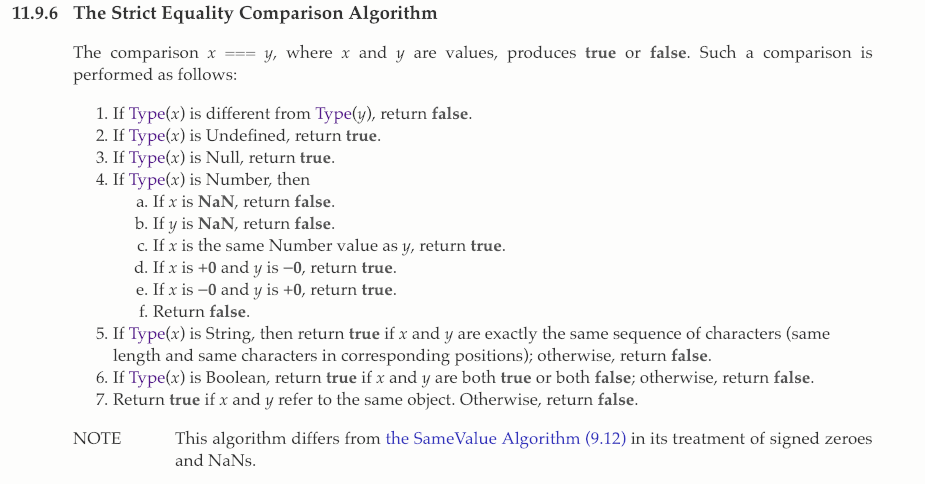 11.9.6 The Strict Equality Comparison Algorithm
The comparison x === y, where x and y are values, produces true or false. Such a comparison is
performed as follows:
1. If Type(x) is different from Type(y), return false.
2. If Type(x) is Undefined, return true.
3. If Type(x) is Null, return true.
4. If Type(x) is Number, then
a. If x is NaN, return false.
b. If y is NaN, return false.
c. If x is the same Number value as y, return true.
d. If x is +0 and y is −0, return true.
e. If x is −0 and y is +0, return true.
f. Return false.
5. If Type(x) is String, then return true if x and y are exactly the same sequence of characters (same
length and same characters in corresponding positions); otherwise, return false.
6. If Type(x) is Boolean, return true if x and y are both true or both false; otherwise, return false.
7. Return true if x and y refer to the same object. Otherwise, return false.
NOTE This algorithm differs from the SameValue Algorithm (9.12) in its treatment of signed zeroes
and NaNs.